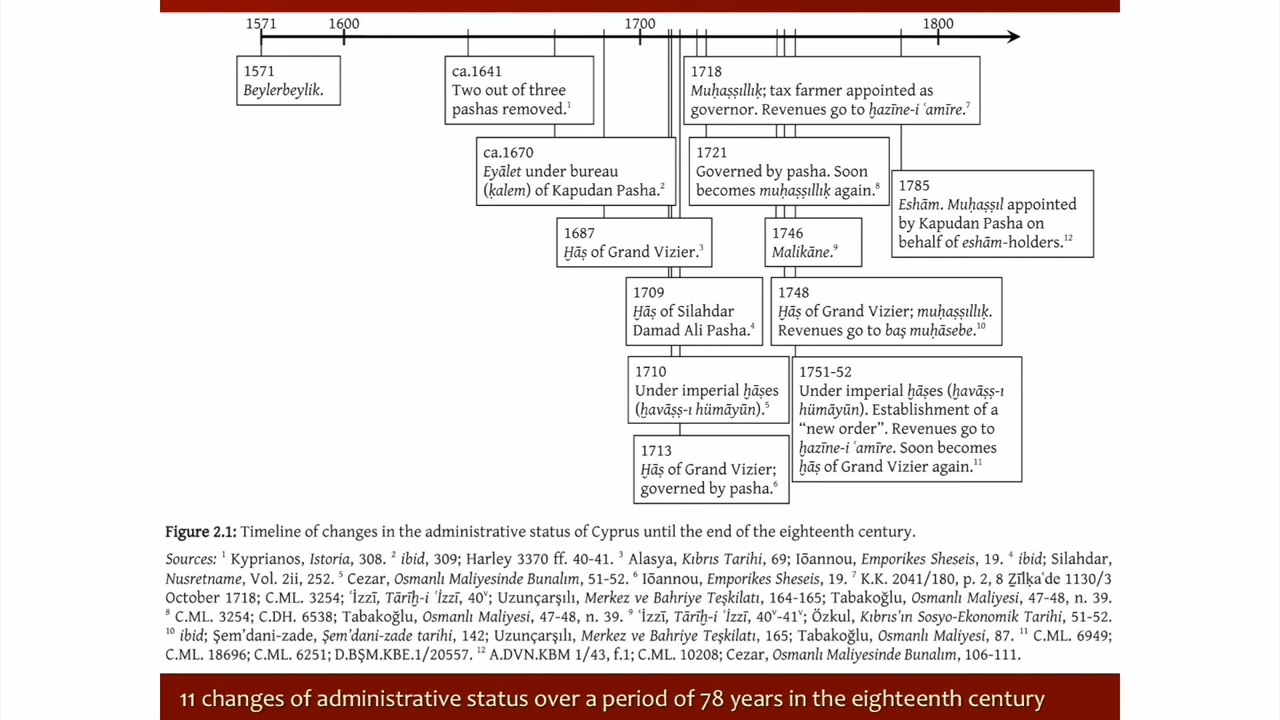 1571
1600
1700
1800
1571
Beylerbeylik.
ca.1641
Two out of three
pashas removed.¹
1718
Muḥaṣṣıllıḳ; tax farmer appointed as
governor. Revenues go to ḫazīne-i ʿamīre.⁷
ca.1670
Eyālet under bureau
(ḳalem) of Kapudan Pasha.²
1721
Governed by pasha. Soon
becomes muḥaṣṣıllıḳ again.⁸
1785
Eshām. Muḥaṣṣıl appointed
by Kapudan Pasha on
behalf of eshām-holders.¹²
1687
Ḫāṣ of Grand Vizier.³
1746
Malikāne.⁹
1709
Ḫāṣ of Silahdar
Damad Ali Pasha.⁴
1748
Ḫāṣ of Grand Vizier; muḥaṣṣıllıḳ.
Revenues go to baş muḥāsebe.¹⁰
1710
Under imperial ḫāṣes
(ḫavāṣṣ-ı hümāyūn).⁵
1751-52
Under imperial ḫāṣes (ḫavāṣṣ-ı
hümāyūn). Establishment of a
“new order”. Revenues go to
ḫazīne-i ʿamīre. Soon becomes
ḫāṣ of Grand Vizier again.¹¹
1713
Ḫāṣ of Grand Vizier;
governed by pasha.⁶
Figure 2.1: Timeline of changes in the administrative status of Cyprus until the end of the eighteenth century.
Sources: ¹ Kyprianos, Istoria, 308. ² ibid, 309; Harley 3370 ff. 40-41. ³ Alasya, Kıbrıs Tarihi, 69; Iōannou, Emporikes Sheseis, 19. ⁴ ibid; Silahdar,
Nusretname, Vol. 2ii, 252. ⁵ Cezar, Osmanlı Maliyesinde Bunalım, 51-52. ⁶ Iōannou, Emporikes Sheseis, 19. ⁷ K.K. 2041/180, p. 2, 8 Ẕīlḳaʿde 1130/3
October 1718; C.ML. 3254; ʿİzzī, Tārīḫ-i ʿİzzī, 40ᵛ; Uzunçarşılı, Merkez ve Bahriye Teşkilatı, 164-165; Tabakoğlu, Osmanlı Maliyesi, 47-48, n. 39.
⁸ C.ML. 3254; C.DH. 6538; Tabakoğlu, Osmanlı Maliyesi, 47-48, n. 39. ⁹ ʿİzzī, Tārīḫ-i ʿİzzī, 40ᵛ-41ᵛ; Özkul, Kıbrıs’ın Sosyo-Ekonomik Tarihi, 51-52.
¹⁰ ibid; Şem’dani-zade, Şem’dani-zade tarihi, 142; Uzunçarşılı, Merkez ve Bahriye Teşkilatı, 165; Tabakoğlu, Osmanlı Maliyesi, 87. ¹¹ C.ML. 6949;
C.ML. 18696; C.ML. 6251; D.BŞM.KBE.1/20557. ¹² A.DVN.KBM 1/43, f.1; C.ML. 10208; Cezar, Osmanlı Maliyesinde Bunalım, 106-111.
11 changes of administrative status over a period of 78 years in the eighteenth century